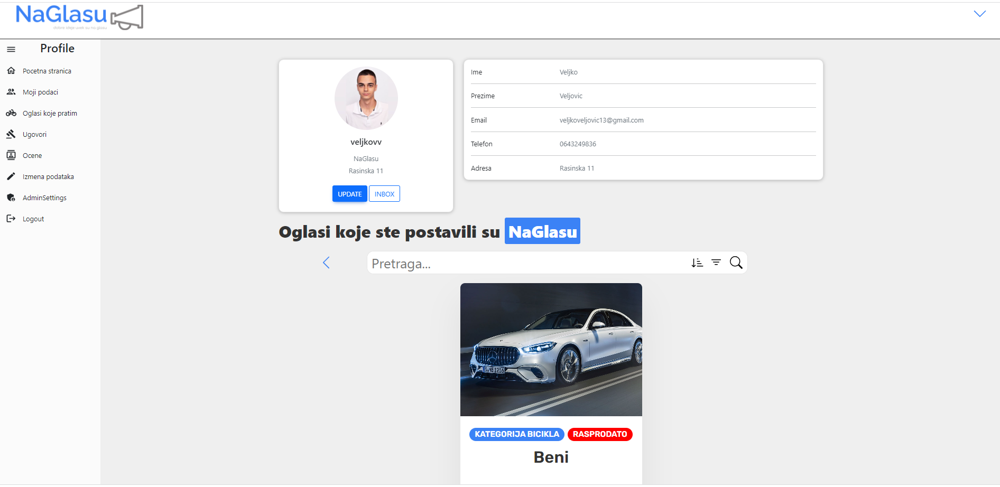 NaGlasu
dobre ideje uvek su na glasu
Profile
Pocetna stranica
Moji podaci
Oglasi koje pratim
Ugovori
Ocene
Izmena podataka
AdminSettings
Logout
veljkovv
NaGlasu
Rasinska 11
UPDATE INBOX
Ime Veljko
Prezime Veljovic
Email veljkoveljovic13@gmail.com
Telefon 0643249836
Adresa Rasinska 11
Oglasi koje ste postavili su NaGlasu
Pretraga...
KATEGORIJA BICIKLA RASPRODATO
Beni